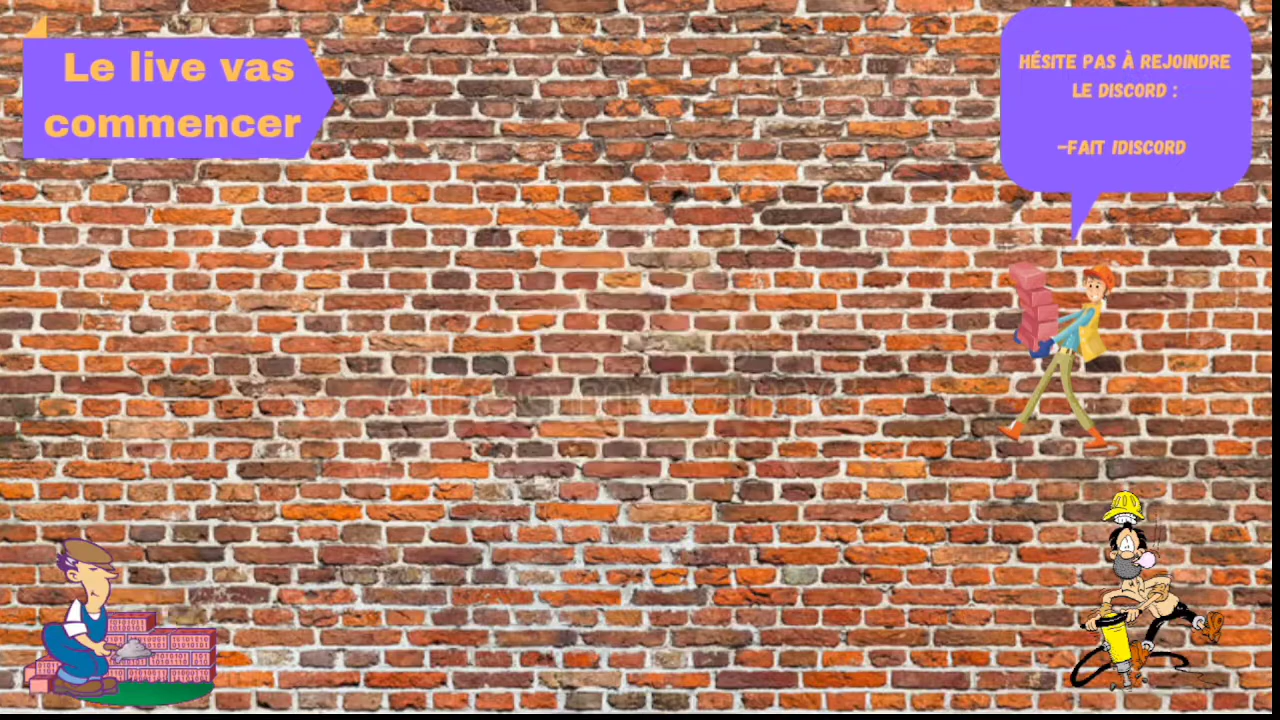 Le live vas
commencer
HÉSITE PAS À REJOINDRE
LE DISCORD :
-FAIT !DISCORD